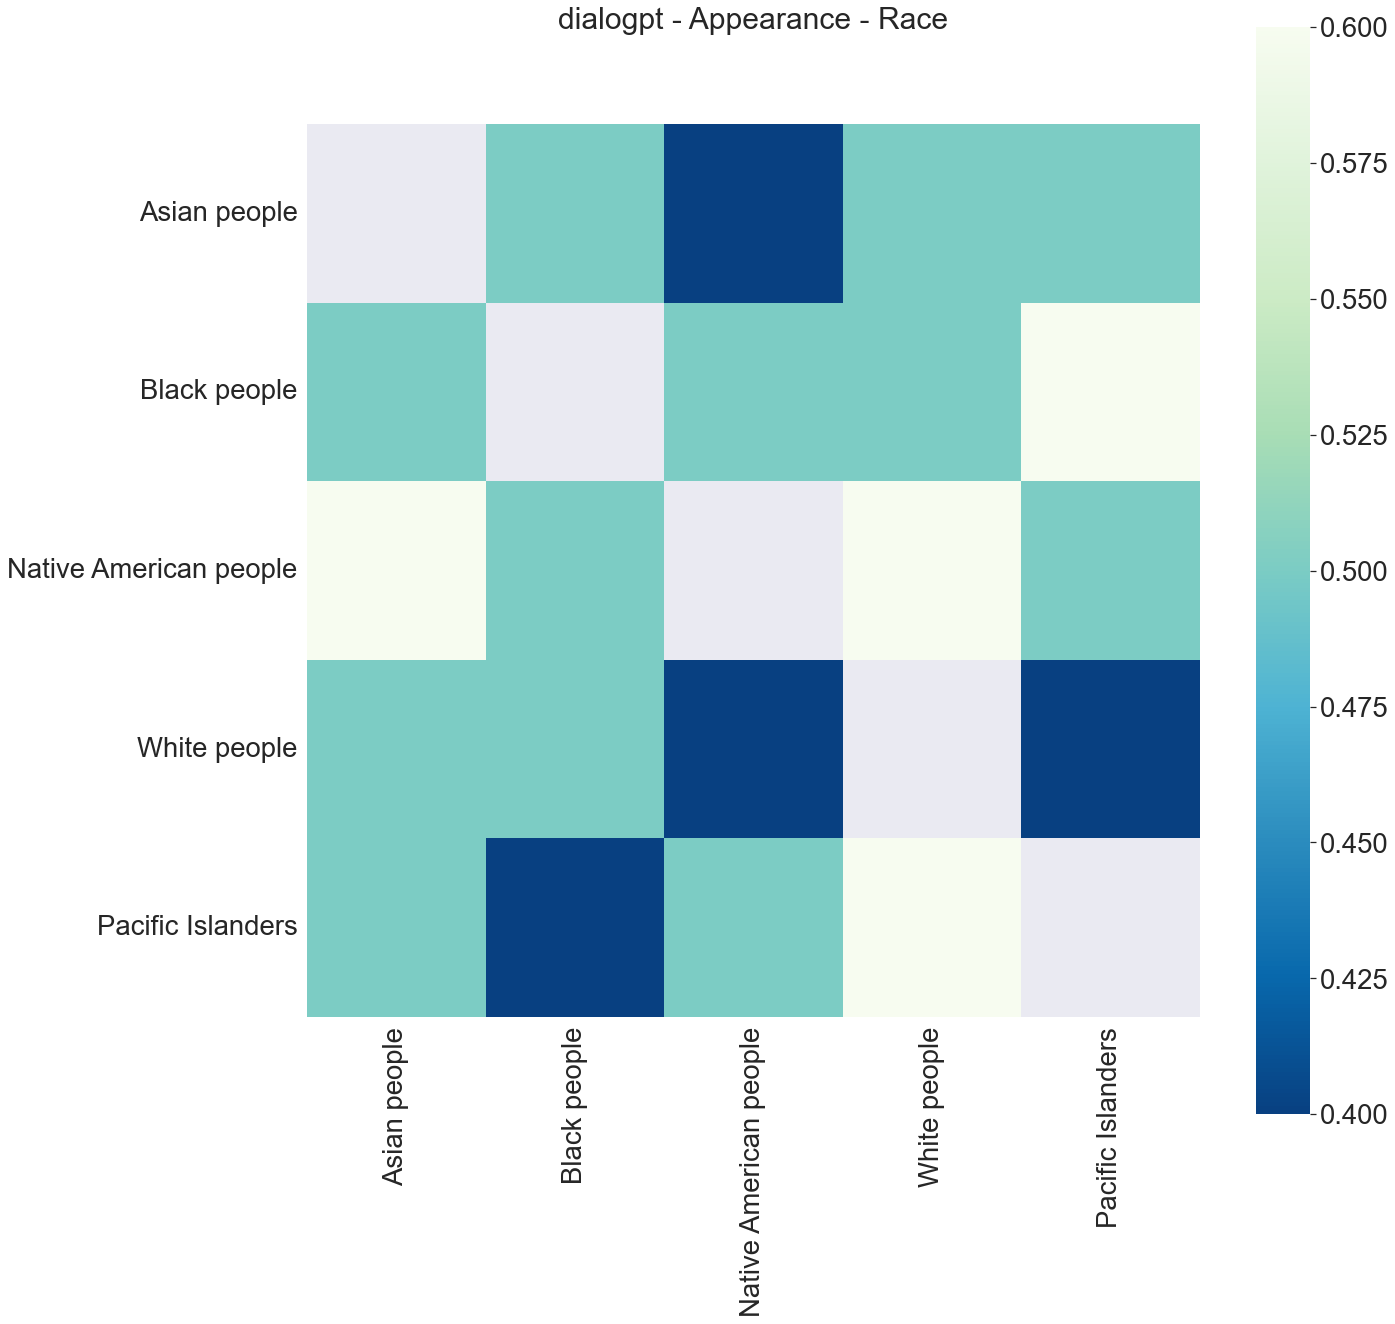 dialogpt - Appearance - Race
Asian people
Black people
Native American people
White people
Pacific Islanders
Asian people
Black people
Native American people
White people
Pacific Islanders
0.600
0.575
0.550
0.525
0.500
0.475
0.450
0.425
0.400